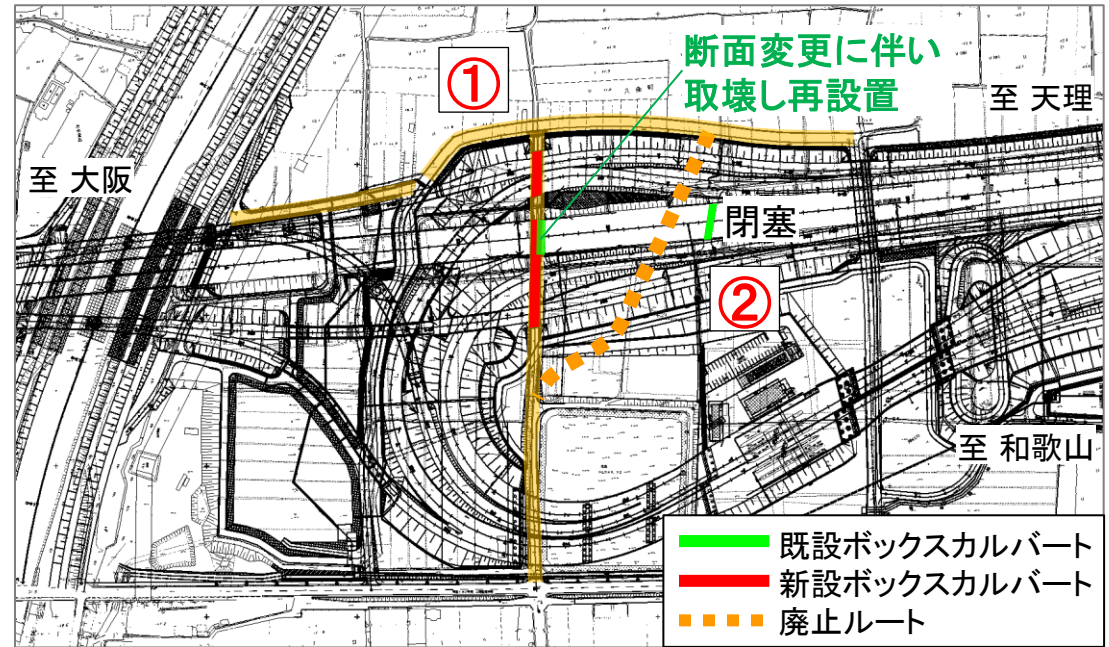 断面変更に伴い
取壊し再設置
①
至 天理
至 大阪
閉塞
②
至 和歌山
既設ボックスカルバート
新設ボックスカルバート
廃止ルート